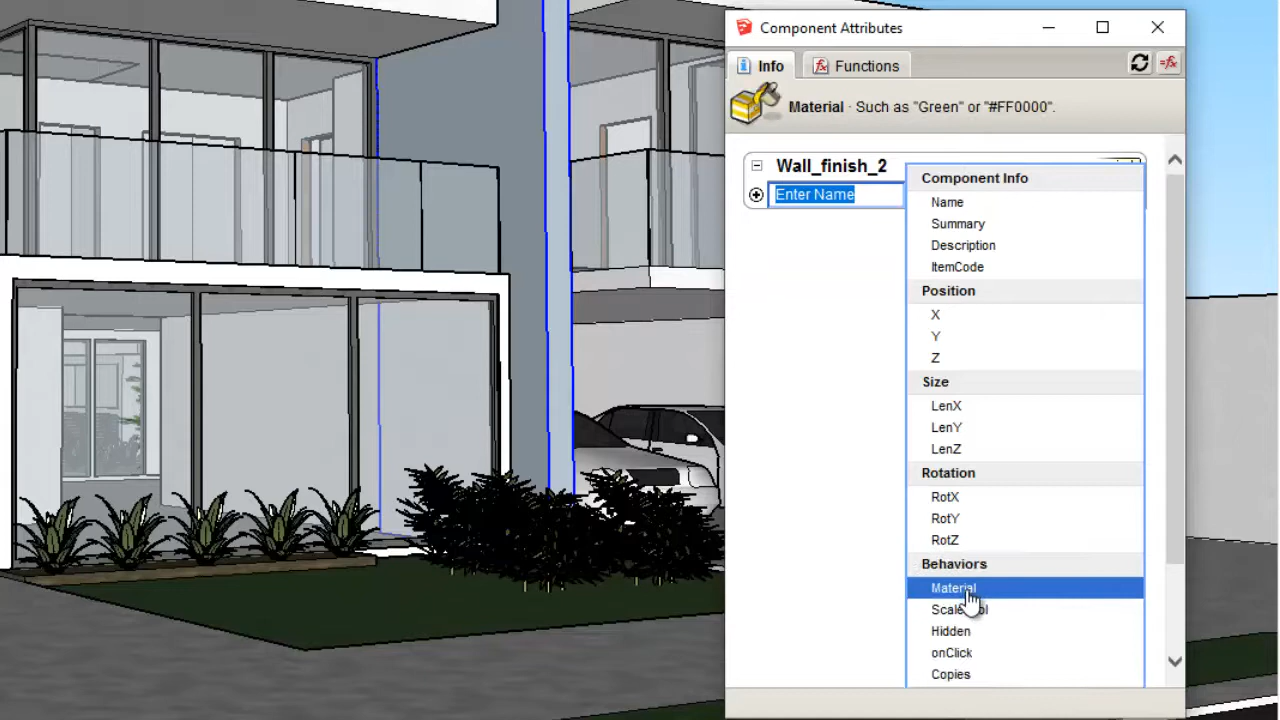 Component Attributes
Info
Functions
=fx
Material · Such as "Green" or "#FF0000".
Wall_finish_2
Enter Name
Component Info
Name
Summary
Description
ItemCode
Position
X
Y
Z
Size
LenX
LenY
LenZ
Rotation
RotX
RotY
RotZ
Behaviors
Material
Hidden
onClick
Copies